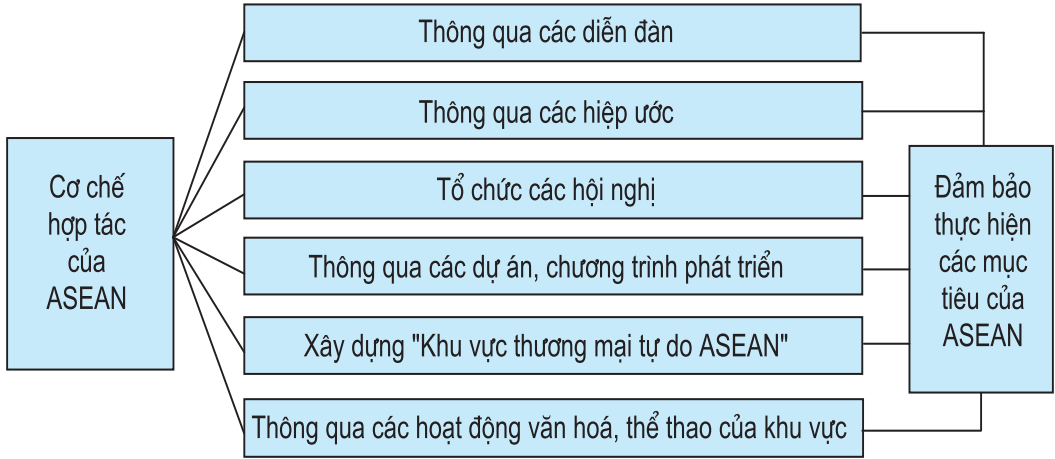 Cơ chế
hợp tác
của
ASEAN
Thông qua các diễn đàn
Thông qua các hiệp ước
Tổ chức các hội nghị
Thông qua các dự án, chương trình phát triển
Xây dựng "Khu vực thương mại tự do ASEAN"
Thông qua các hoạt động văn hoá, thể thao của khu vực
Đảm bảo
thực hiện
các mục
tiêu của
ASEAN